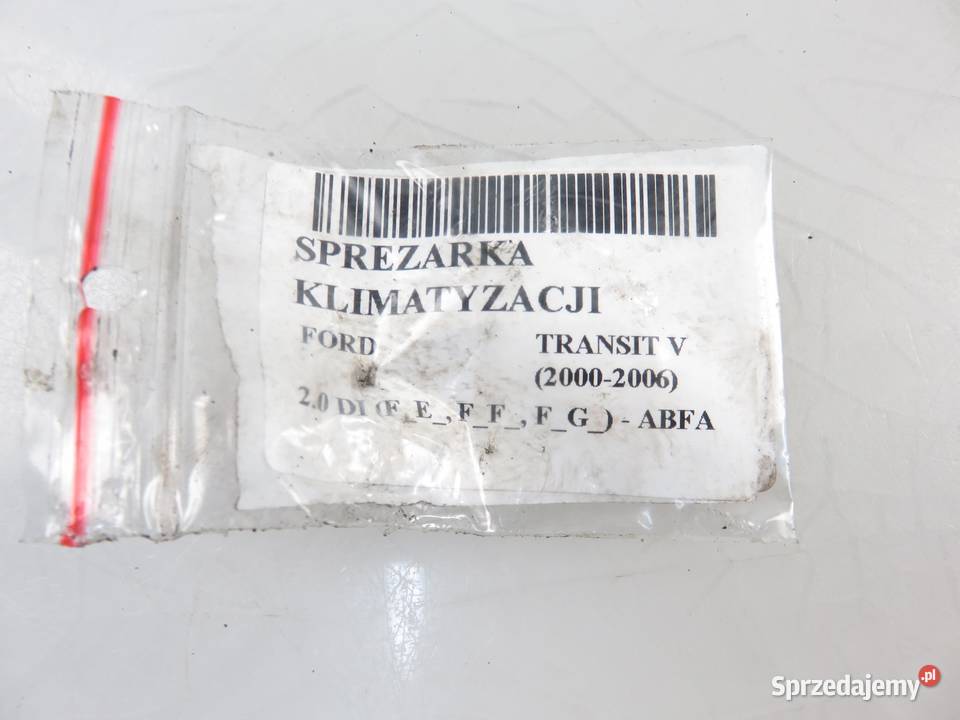 SPREZARKA
KLIMATYZACJI
FORD TRANSIT V
(2000-2006)
2.0 DI (F_E_, F_F_, F_G_) - ABFA
Sprzedajemy.pl